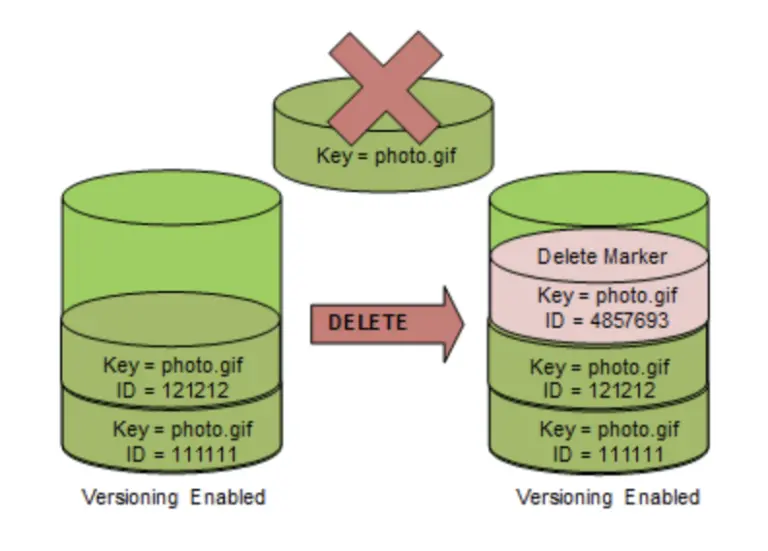 Key = photo.gif
Delete Marker
Key = photo.gif
ID = 4857693
DELETE
Key = photo.gif
ID = 121212
Key = photo.gif
ID = 121212
Key = photo.gif
ID = 111111
Key = photo.gif
ID = 111111
Versioning Enabled
Versioning Enabled